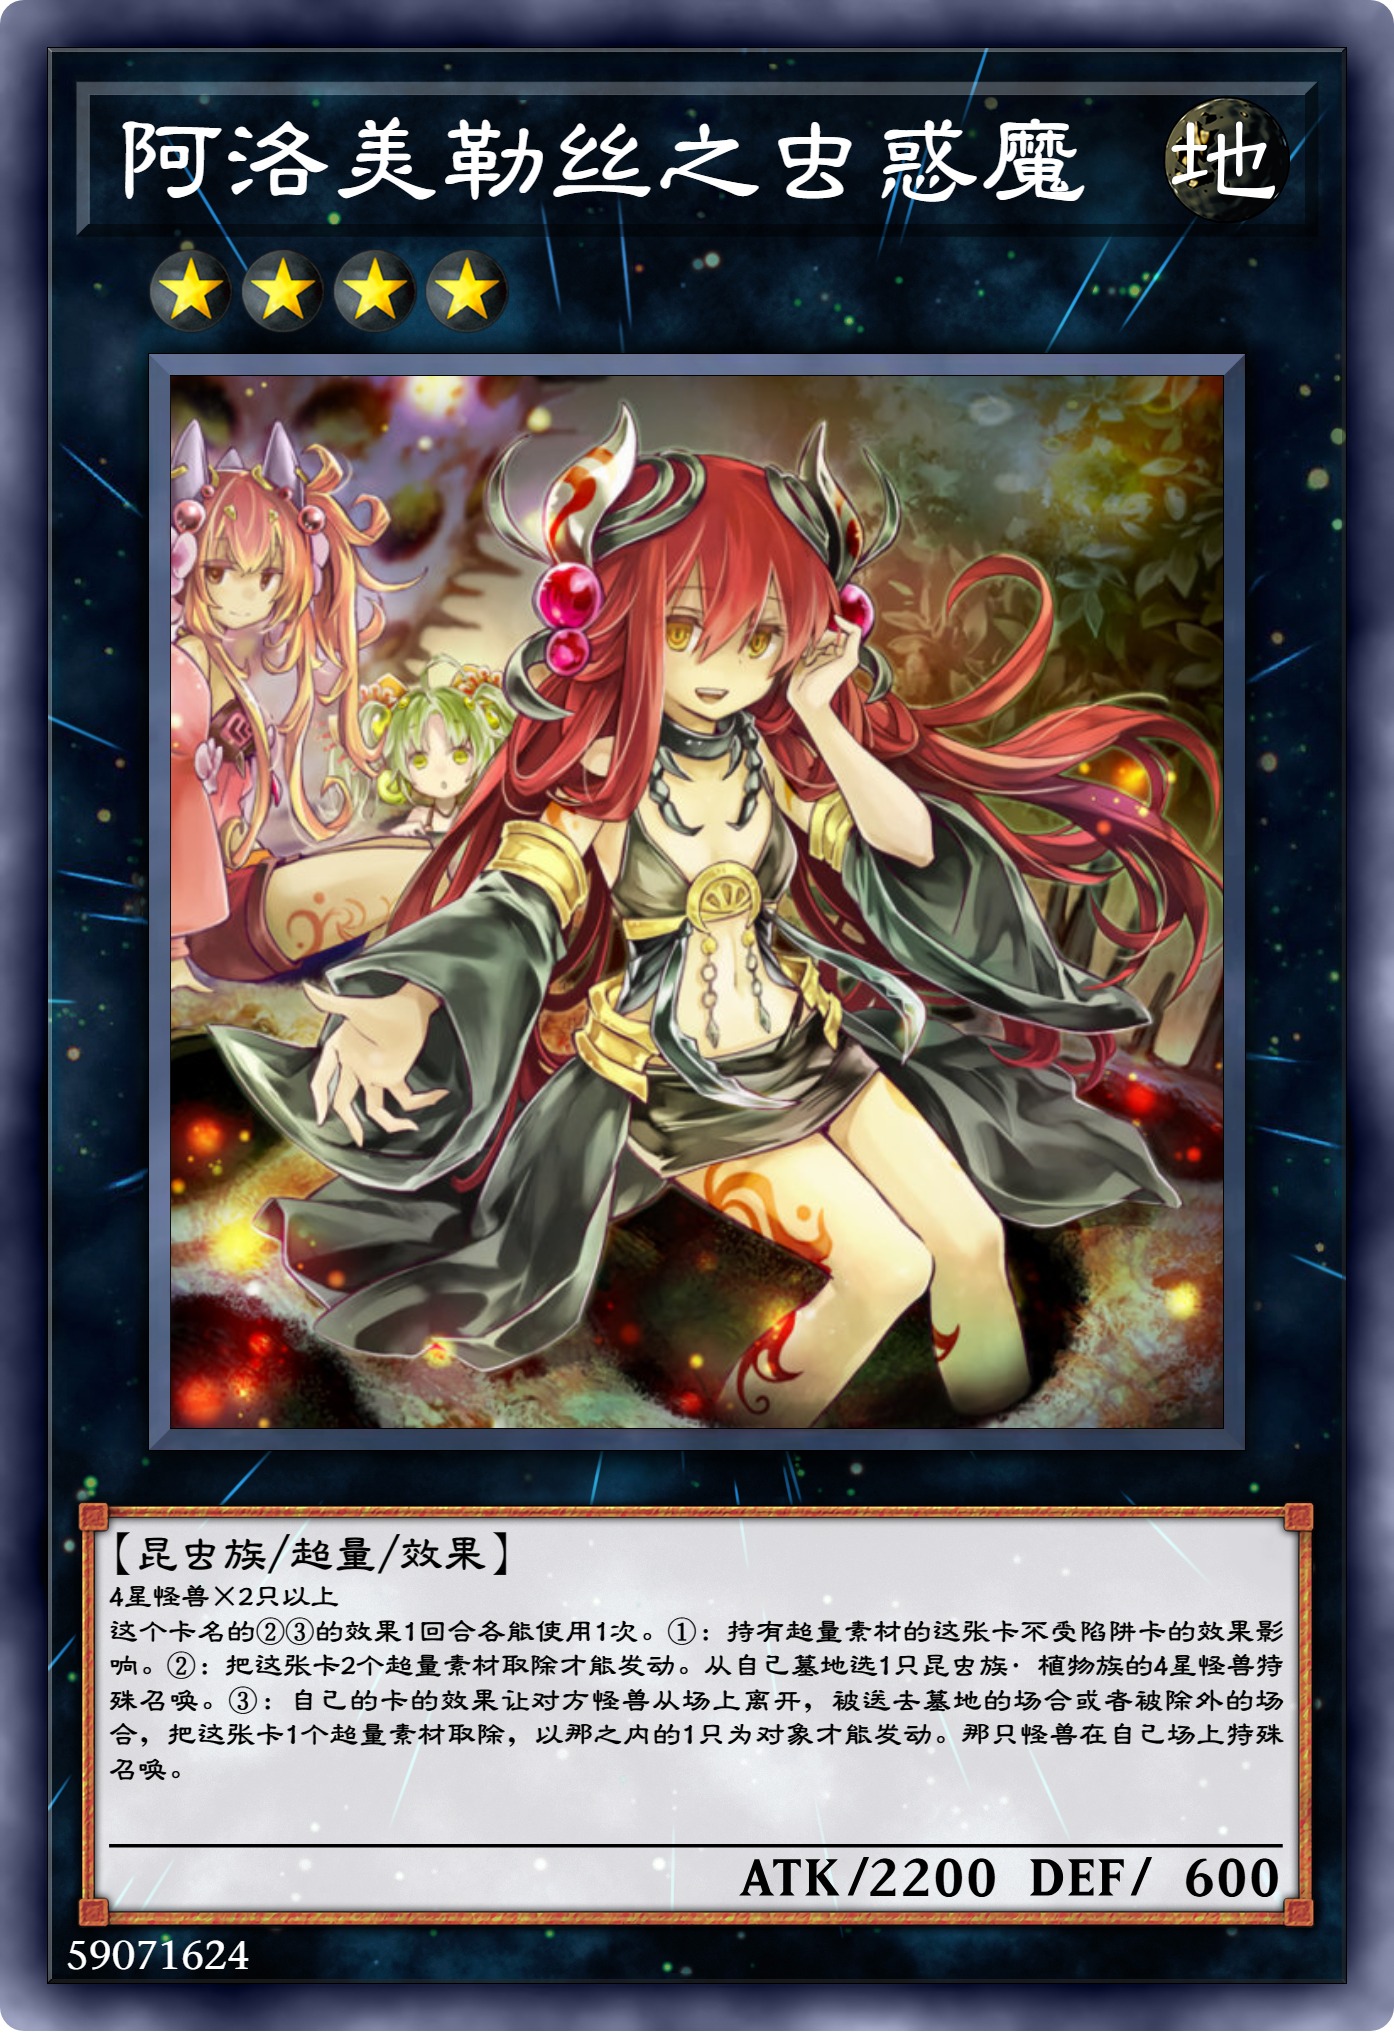 阿洛美勒丝之虫惑魔 地
【昆虫族/超量/效果】
4星怪兽×2只以上
这个卡名的②③的效果1回合各能使用1次。①：持有超量素材的这张卡不受陷阱卡的效果影
响。②：把这张卡2个超量素材取除才能发动。从自己墓地选1只昆虫族·植物族的4星怪兽特
殊召唤。③：自己的卡的效果让对方怪兽从场上离开，被送去墓地的场合或者被除外的场
合，把这张卡1个超量素材取除，以那之内的1只为对象才能发动。那只怪兽在自己场上特殊
召唤。
ATK/2200 DEF/ 600
59071624